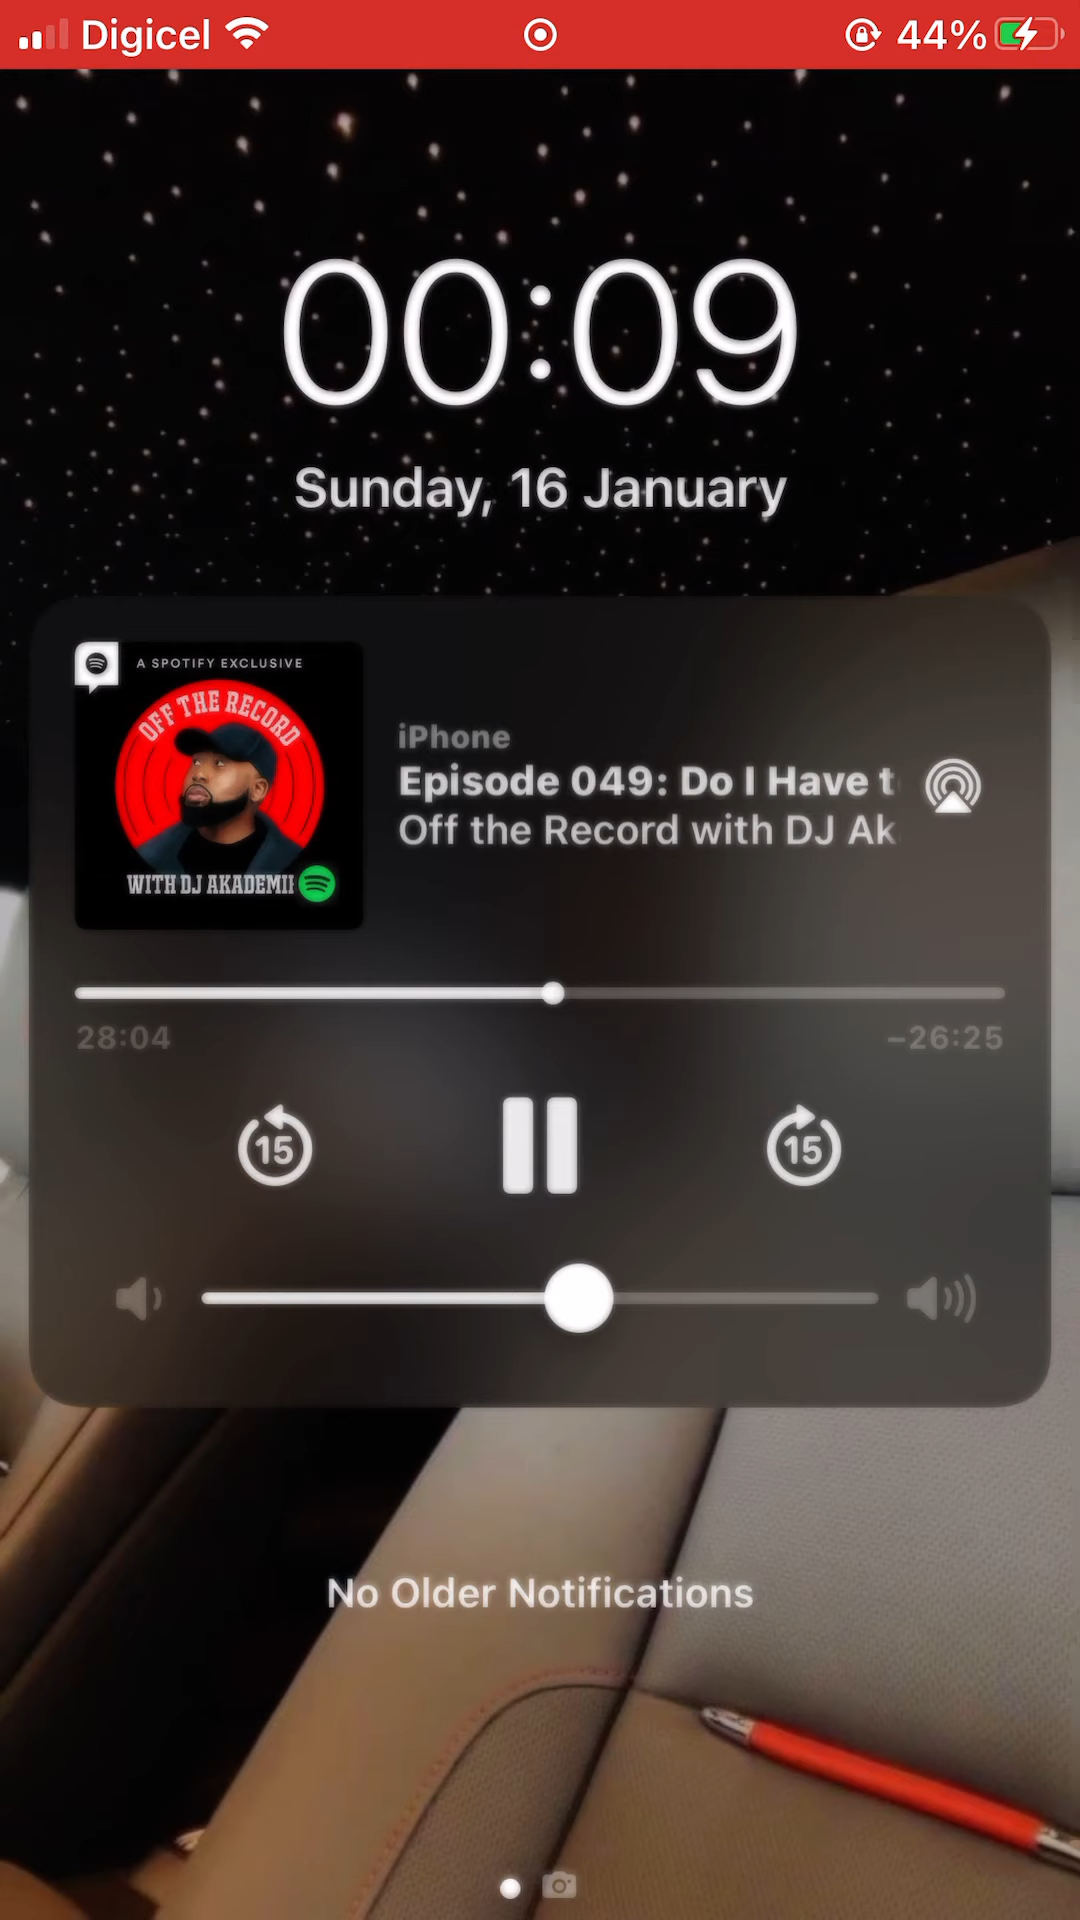 Digicel
44%
00:09
Sunday, 16 January
A SPOTIFY EXCLUSIVE
OFF THE RECORD
WITH DJ AKADEMI
iPhone
Episode 049: Do I Have t
Off the Record with DJ Ak
28:04
−26:25
15
15
No Older Notifications